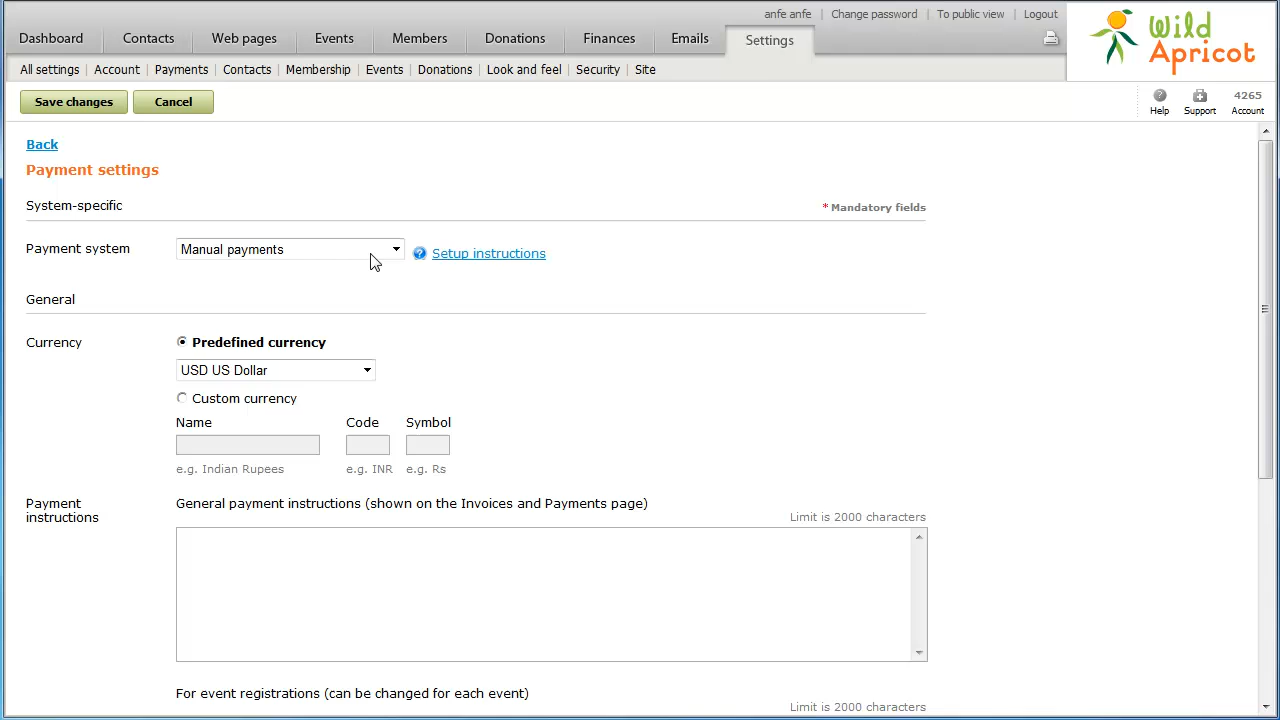 anfe anfe | Change password | To public view | Logout
Dashboard Contacts Web pages Events Members Donations Finances Emails Settings
Wild Apricot
All settings Account Payments Contacts Membership Events Donations Look and feel Security Site
Save changes Cancel
Help Support 4265 Account
Back
Payment settings
System-specific
* Mandatory fields
Payment system Manual payments ? Setup instructions
General
Currency Predefined currency
USD US Dollar
Custom currency
Name Code Symbol
e.g. Indian Rupees e.g. INR e.g. Rs
Payment instructions
General payment instructions (shown on the Invoices and Payments page)
Limit is 2000 characters
For event registrations (can be changed for each event)
Limit is 2000 characters